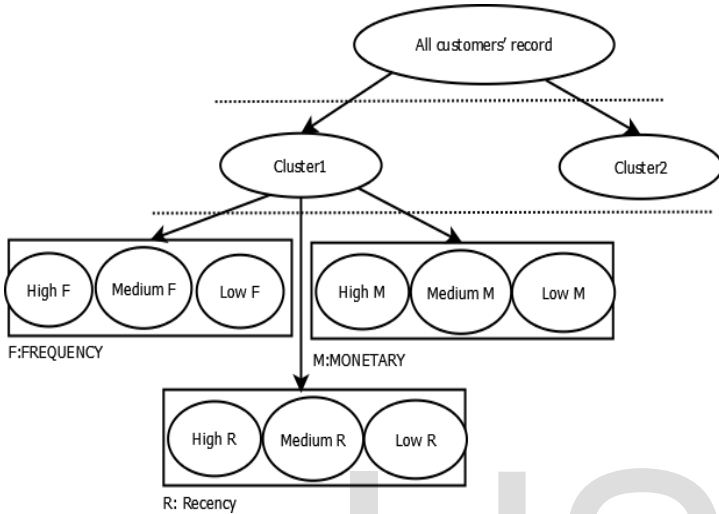 All customers' record
Cluster1
Cluster2
High F
Medium F
Low F
High M
Medium M
Low M
F:FREQUENCY
M:MONETARY
High R
Medium R
Low R
R: Recency